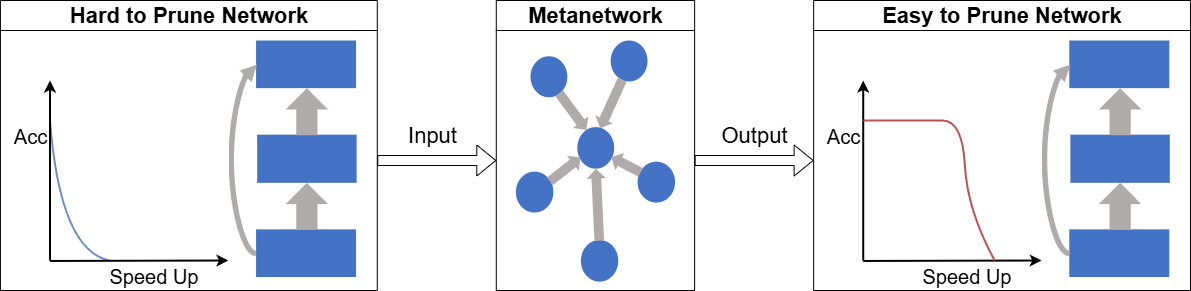 Hard to Prune Network
Metanetwork
Easy to Prune Network
Acc
Speed Up
Input
Output
Acc
Speed Up